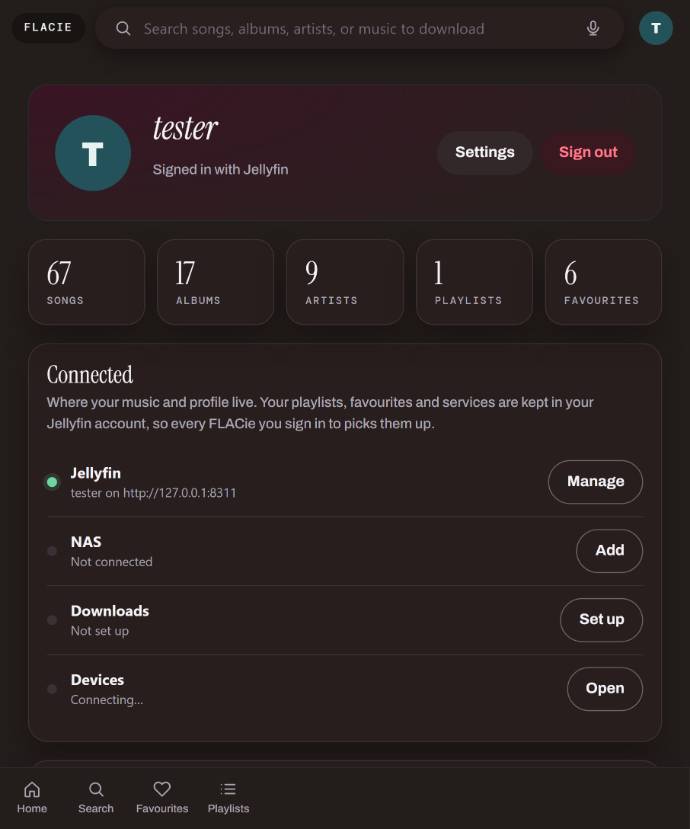 FLACIE
Search songs, albums, artists, or music to download
T
T
tester
Signed in with Jellyfin
Settings
Sign out
67
SONGS
17
ALBUMS
9
ARTISTS
1
PLAYLISTS
6
FAVOURITES
Connected
Where your music and profile live. Your playlists, favourites and services are kept in your
Jellyfin account, so every FLACie you sign in to picks them up.
Jellyfin
tester on http://127.0.0.1:8311
Manage
NAS
Not connected
Add
Downloads
Not set up
Set up
Devices
Connecting...
Open
Home
Search
Favourites
Playlists